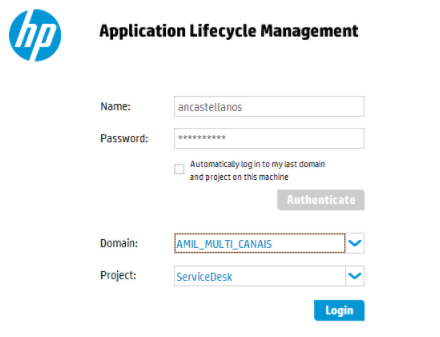 hp
Application Lifecycle Management
Name: ancastellanos
Password: **********
Automatically log in to my last domain
and project on this machine
Authenticate
Domain: AMIL_MULTI_CANAIS
Project: ServiceDesk
Login